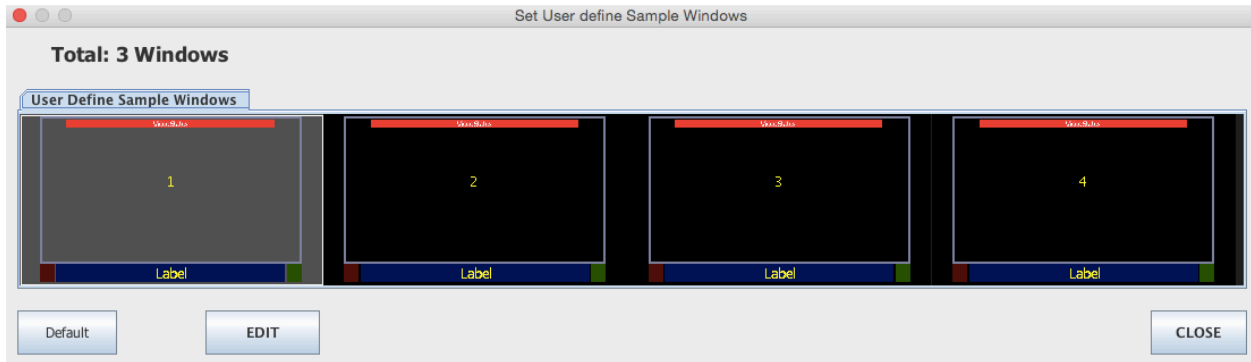 Set User define Sample Windows
Total: 3 Windows
User Define Sample Windows
1
2
3
4
Label
Label
Label
Label
Default
EDIT
CLOSE